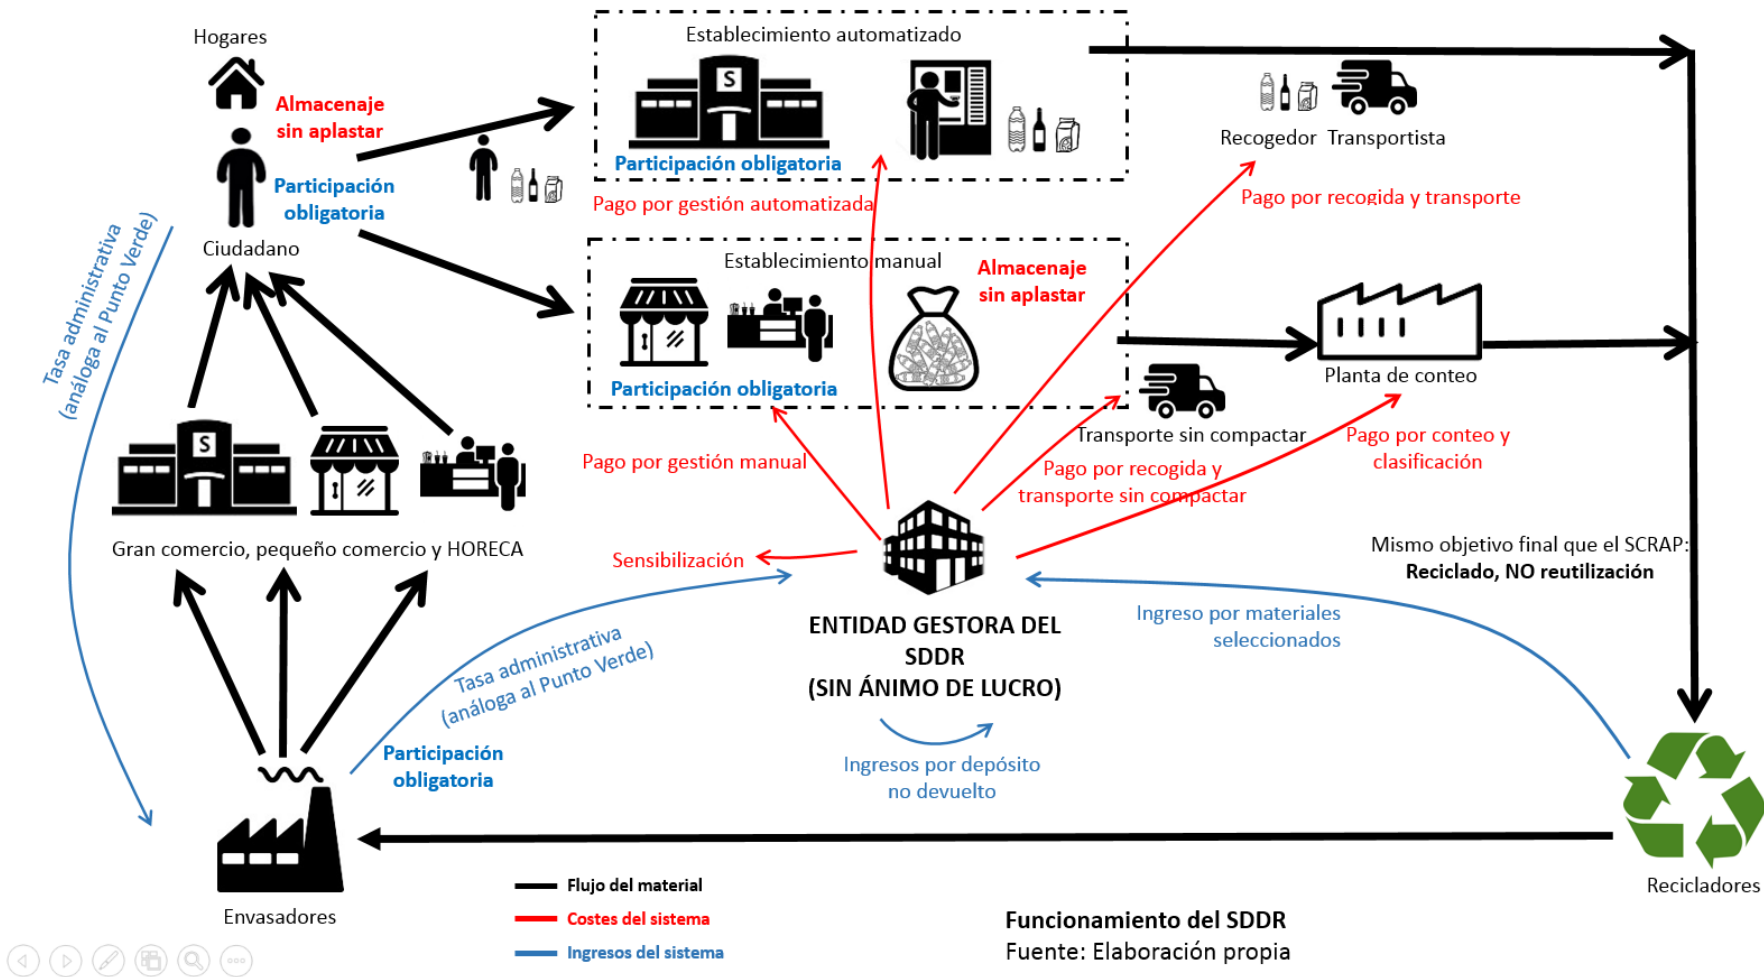 Hogares
Almacenaje
sin aplastar
Participación
obligatoria
Ciudadano
Establecimiento automatizado
S
Participación obligatoria
Pago por gestión automatizada
Recogedor Transportista
Pago por recogida y transporte
Establecimiento manual
Almacenaje
sin aplastar
Participación obligatoria
Planta de conteo
Transporte sin compactar
Pago por conteo y
clasificación
Pago por recogida y
transporte sin compactar
Pago por gestión manual
Sensibilización
Tasa administrativa
(análoga al Punto Verde)
S
Gran comercio, pequeño comercio y HORECA
Mismo objetivo final que el SCRAP:
Reciclado, NO reutilización
Ingreso por materiales
seleccionados
ENTIDAD GESTORA DEL
SDDR
(SIN ÁNIMO DE LUCRO)
Tasa administrativa
(análoga al Punto Verde)
Participación
obligatoria
Ingresos por depósito
no devuelto
Envasadores
Recicladores
Flujo del material
Costes del sistema
Ingresos del sistema
Funcionamiento del SDDR
Fuente: Elaboración propia